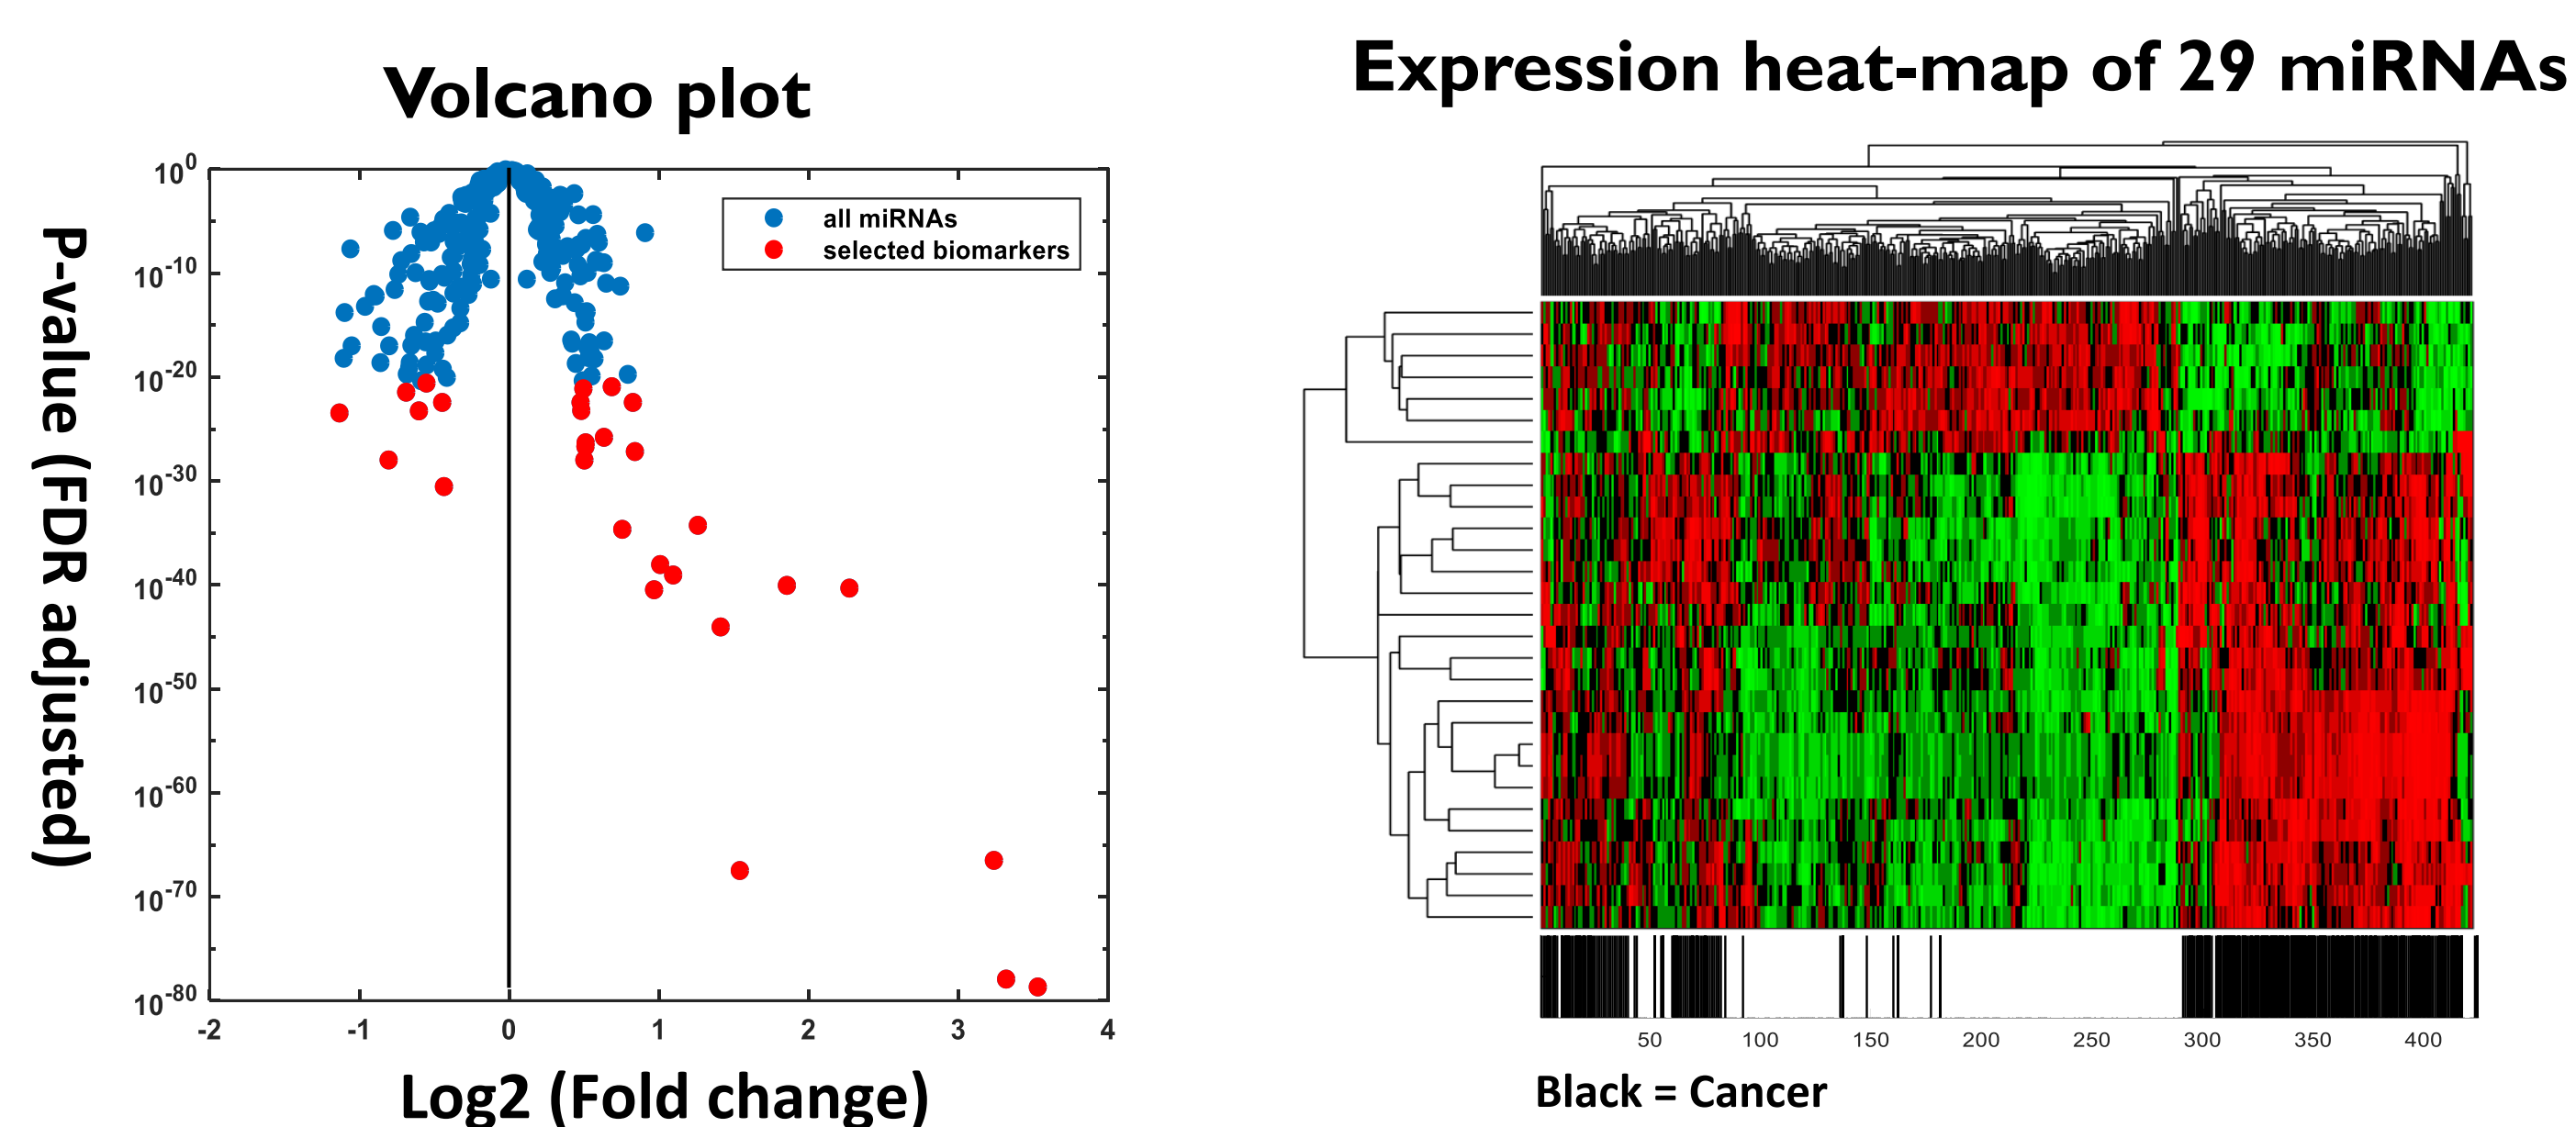 Volcano plot
P-value (FDR adjusted)
10^0
10^-10
10^-20
10^-30
10^-40
10^-50
10^-60
10^-70
10^-80
all miRNAs
selected biomarkers
-2 -1 0 1 2 3 4
Log2 (Fold change)
Expression heat-map of 29 miRNAs
50 100 150 200 250 300 350 400
Black = Cancer